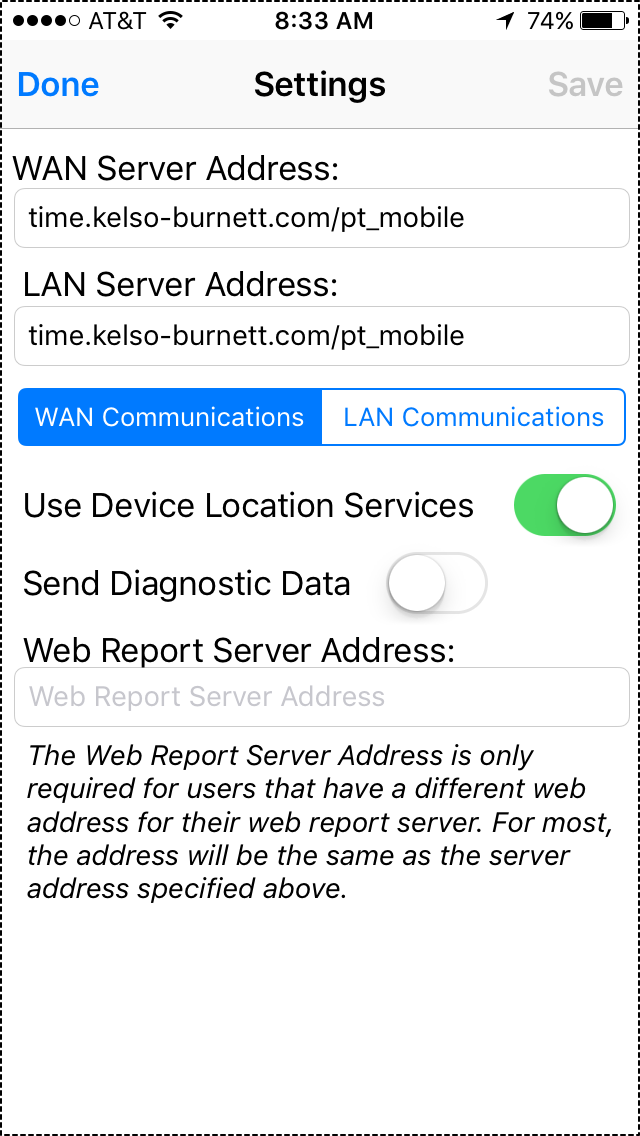 AT&T 8:33 AM 74%
Done Settings Save
WAN Server Address:
time.kelso-burnett.com/pt_mobile
LAN Server Address:
time.kelso-burnett.com/pt_mobile
WAN Communications LAN Communications
Use Device Location Services
Send Diagnostic Data
Web Report Server Address:
Web Report Server Address
The Web Report Server Address is only
required for users that have a different web
address for their web report server. For most,
the address will be the same as the server
address specified above.